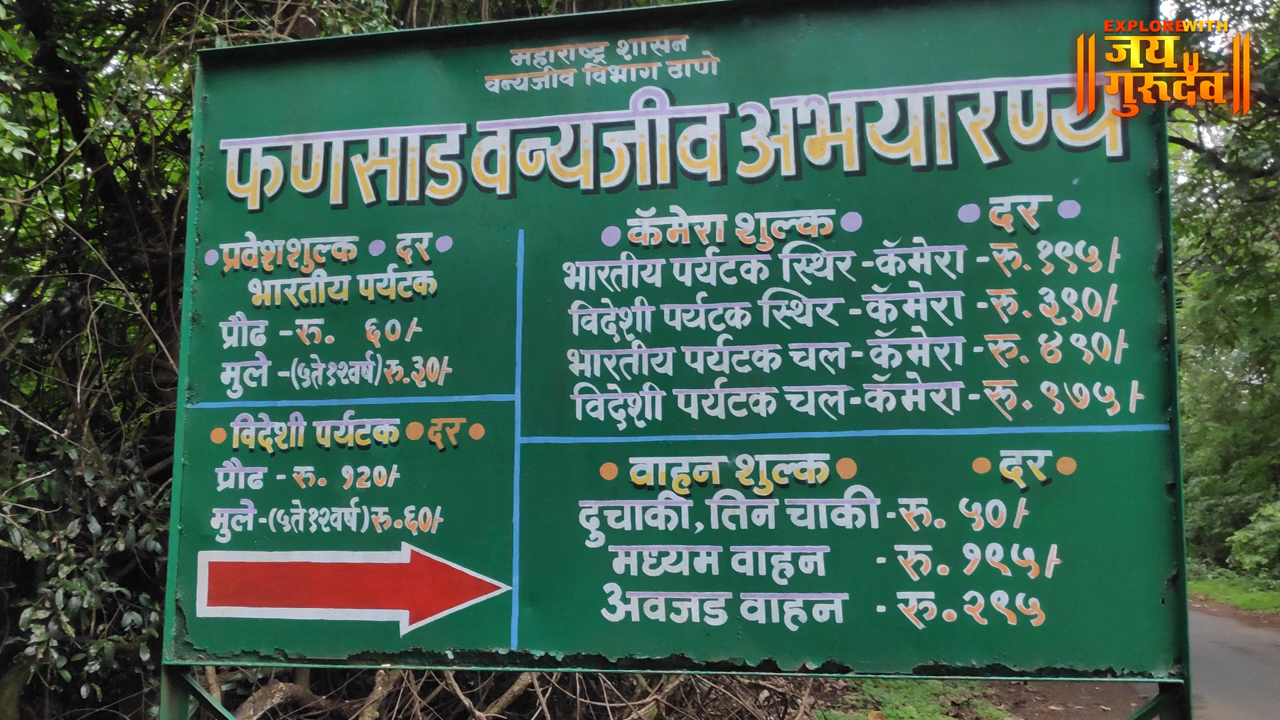 EXPLORE WITH
॥ जय गुरुदेव ॥
महाराष्ट्र शासन
वन्यजीव विभाग ठाणे
फणसाड वन्यजीव अभयारण्य
प्रवेशशुल्क • दर •
भारतीय पर्यटक
प्रौढ - रु. ६०/-
मुले - (५ते१२वर्ष) रु.३०/-
• विदेशी पर्यटक • दर •
प्रौढ - रु. १२०/-
मुले - (५ते१२वर्ष) रु.६०/-
• कॅमेरा शुल्क • • दर •
भारतीय पर्यटक स्थिर - कॅमेरा - रु. १९५/-
विदेशी पर्यटक स्थिर - कॅमेरा - रु. ३९०/-
भारतीय पर्यटक चल - कॅमेरा - रु. ४९०/-
विदेशी पर्यटक चल - कॅमेरा - रु. ९७५/-
• वाहन शुल्क • • दर •
दुचाकी, तिन चाकी - रु. ५०/-
मध्यम वाहन - रु. १९५/-
अवजड वाहन - रु. २९५